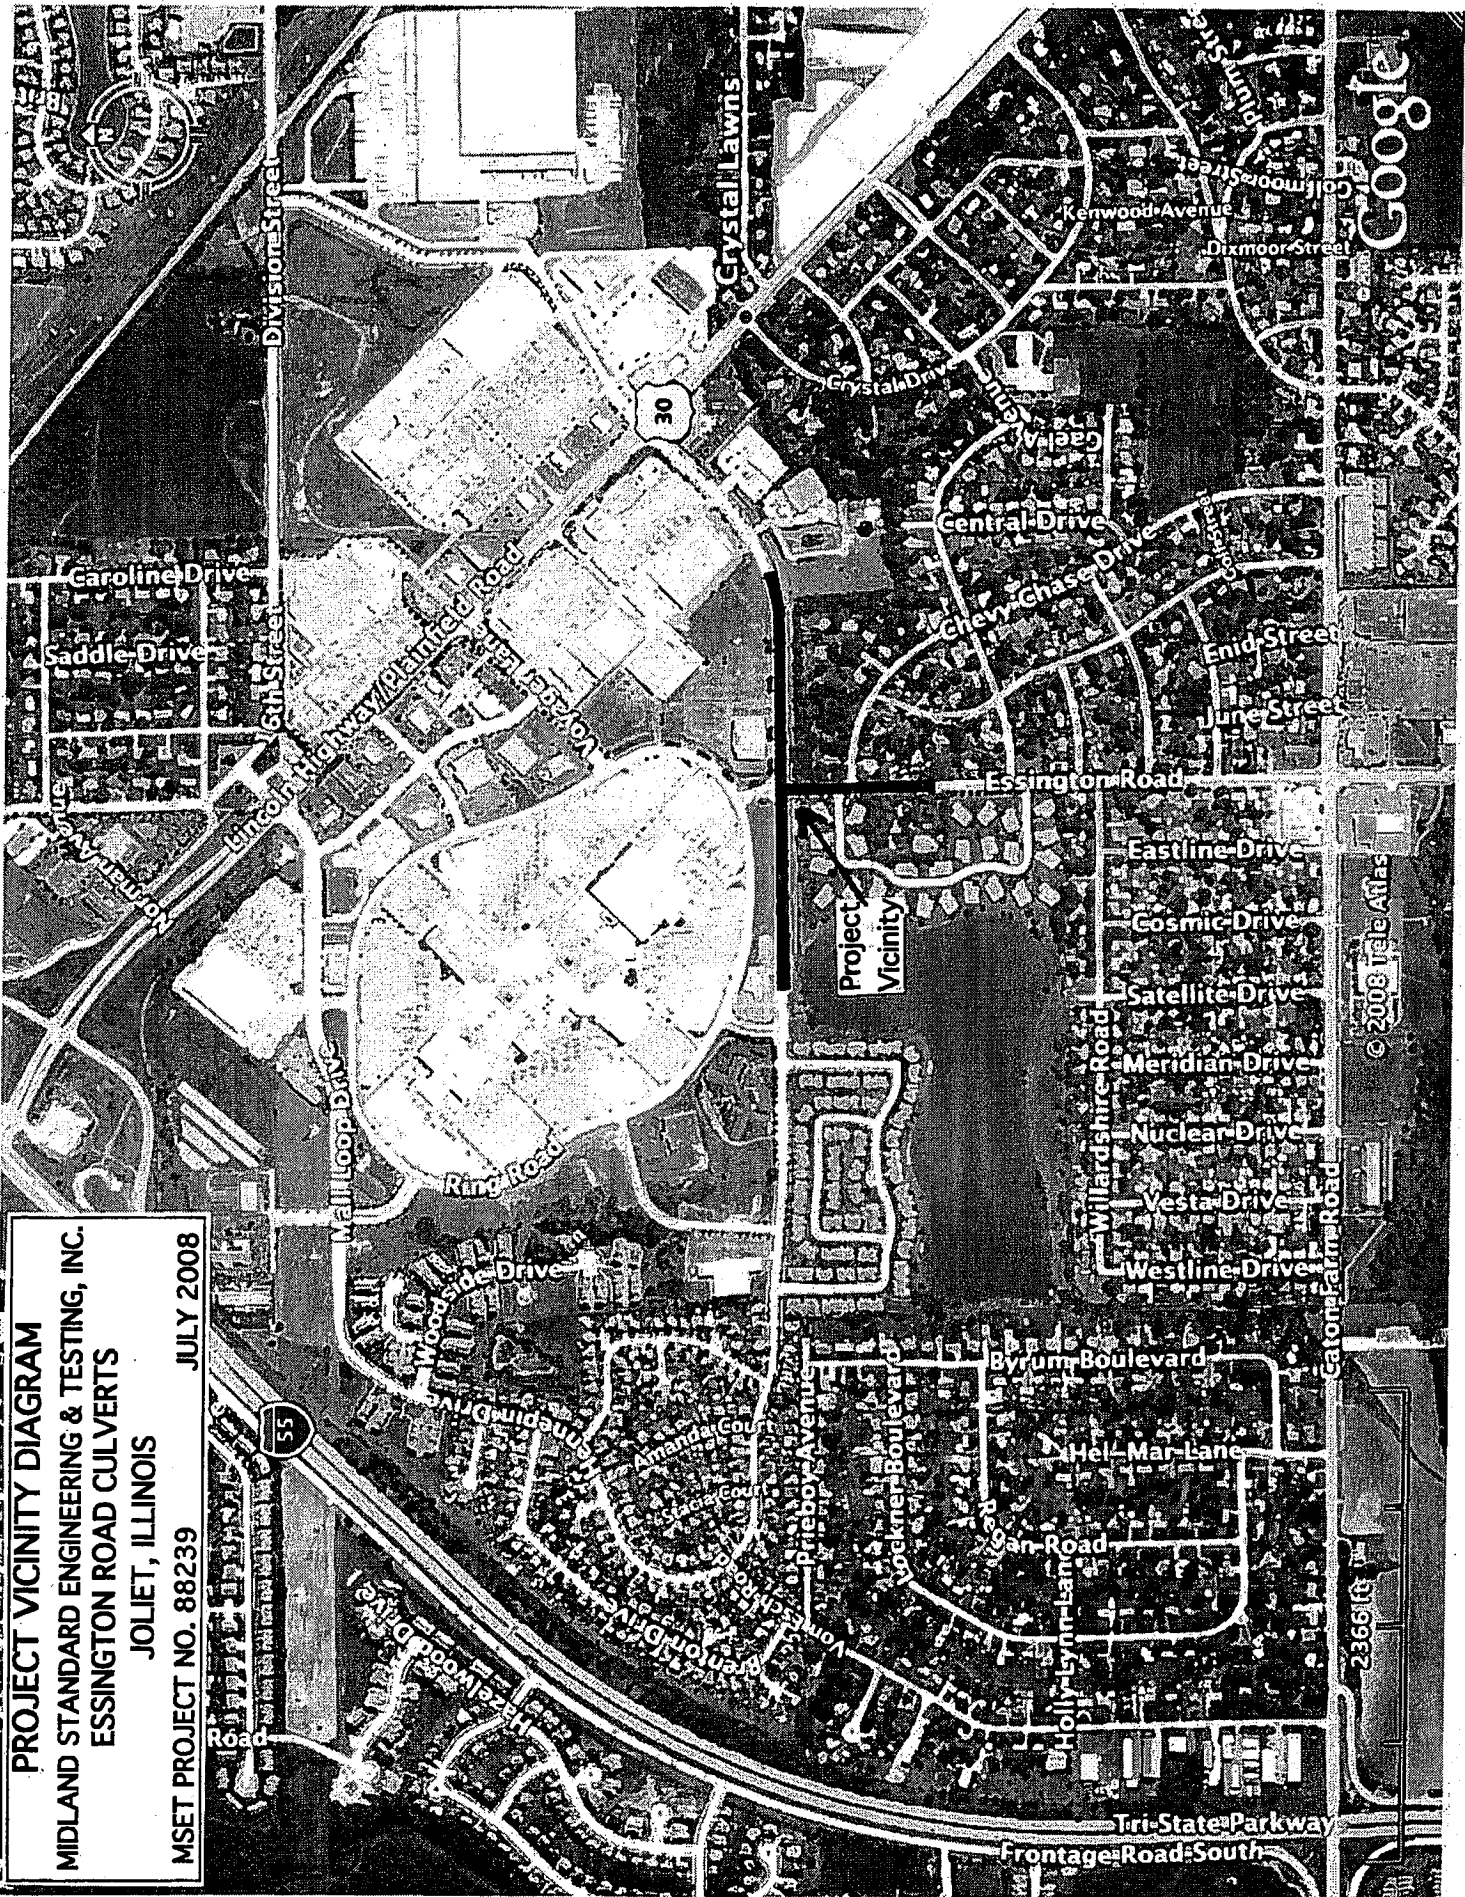 PROJECT VICINITY DIAGRAM
MIDLAND STANDARD ENGINEERING & TESTING, INC.
ESSINGTON ROAD CULVERTS
JOLIET, ILLINOIS
MSET PROJECT NO. 88239 JULY 2008
N
Division Street
Crystal Lawns
Plum Street
Kenwood Avenue
Dixmoor Street
Google
30
Crystal Drive
Gael Avenue
Central Drive
Chevy Chase Drive
Caroline Drive
Saddle Drive
76th Street
Lincoln Highway/Plainfield Road
Voyager Lane
Enid Street
June Street
Essington Road
Norman Avenue
Project
Vicinity
Eastline Drive
Cosmic Drive
Satellite Drive
Meridian Drive
Nuclear Drive
Vesta Drive
Westline Drive
Willardshire Road
Caton Farm Road
© 2008 Tele Atlas
Mall Loop Drive
Ring Road
Woodside Drive
Amanda Court
55
Prieboy Avenue
Lockner Boulevard
Byrum Boulevard
Hel-Mar-Lane
Regan Road
Holly Lynn Lane
Brenton Drive
Hazelwood Drive
Road
Tri-State Parkway
Frontage Road South
2366 ft